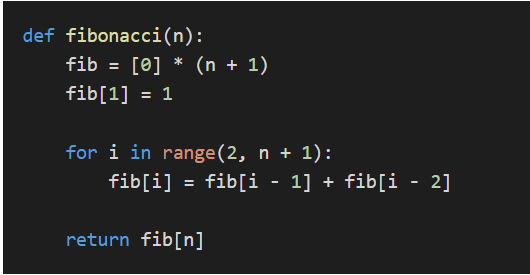 def fibonacci(n):
    fib = [0] * (n + 1)
    fib[1] = 1

    for i in range(2, n + 1):
        fib[i] = fib[i - 1] + fib[i - 2]

    return fib[n]